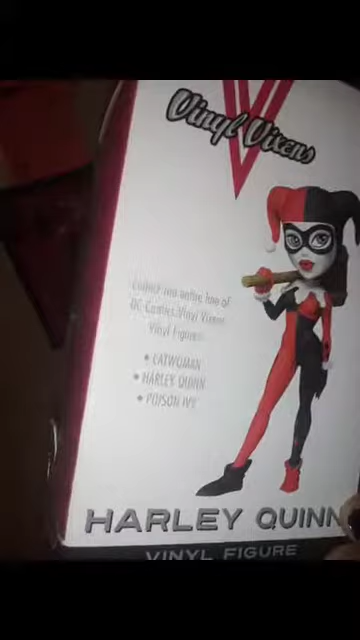 Vinyl Vixens
Collect the entire line of
DC Comics Vinyl Vixens
Vinyl Figures:
• CATWOMAN
• HARLEY QUINN
• POISON IVY
HARLEY QUINN
VINYL FIGURE